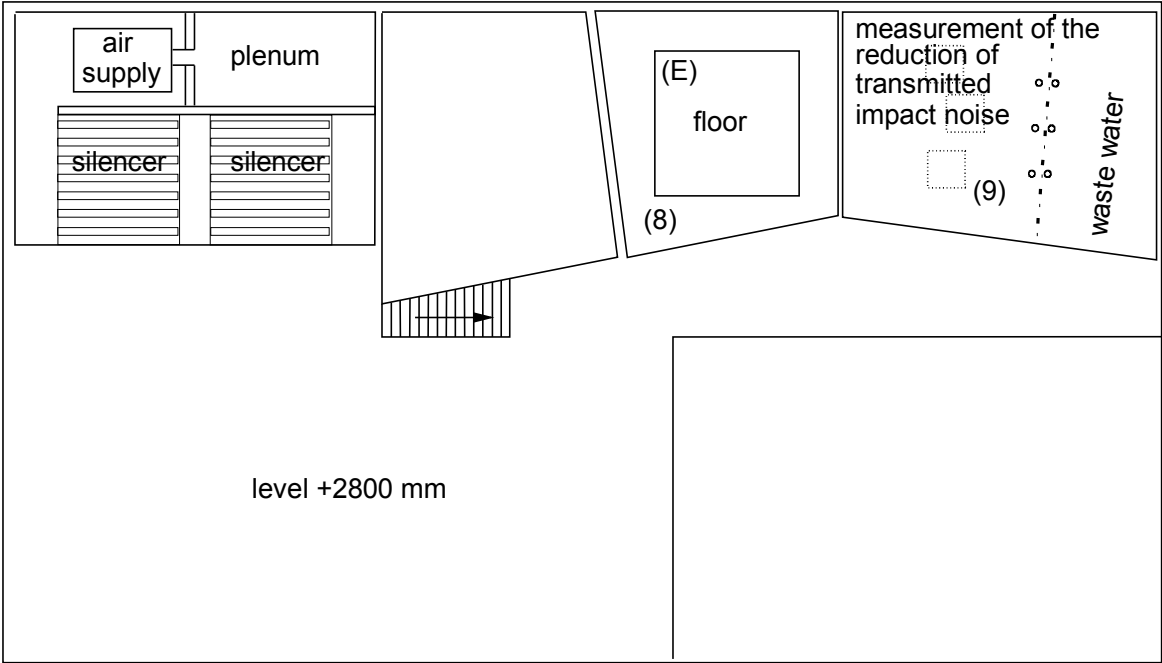 air
supply
plenum
silencer
silencer
(E)
floor
(8)
measurement of the
reduction of
transmitted
impact noise
(9)
waste water
level +2800 mm